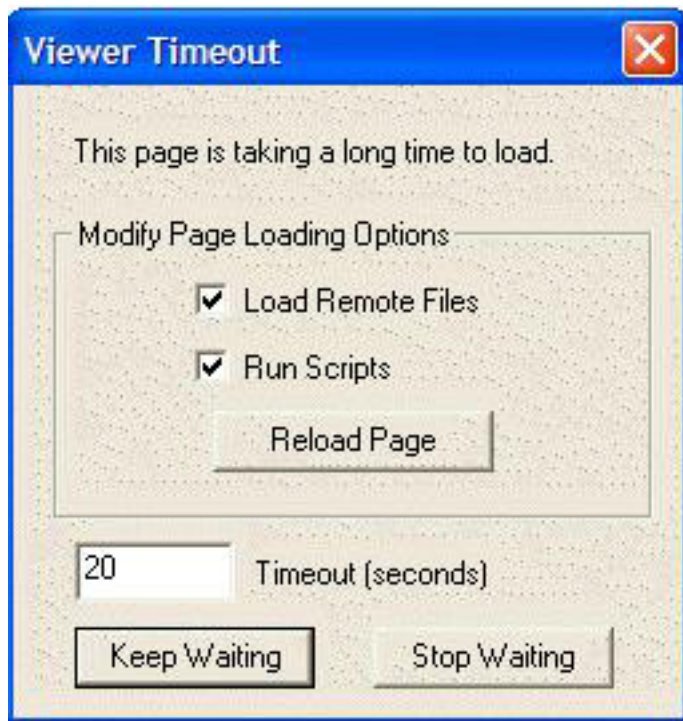 Viewer Timeout
This page is taking a long time to load.
Modify Page Loading Options
Load Remote Files
Run Scripts
Reload Page
20 Timeout (seconds)
Keep Waiting Stop Waiting